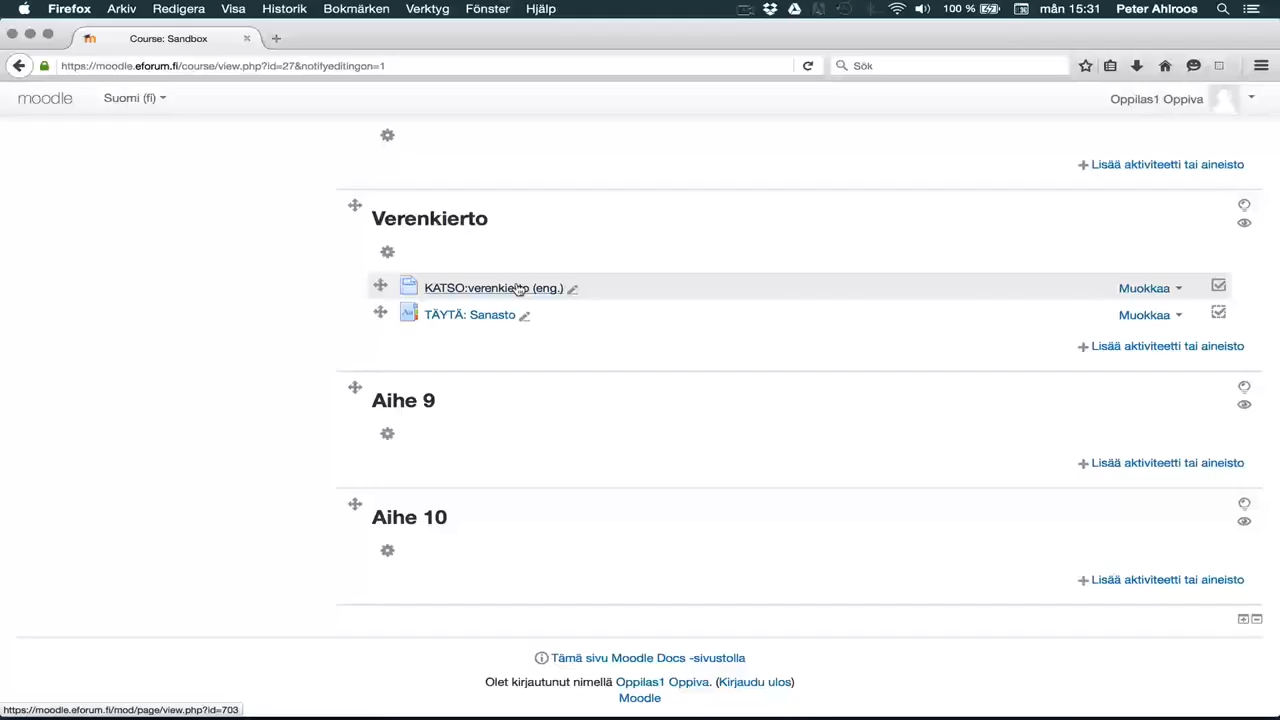 Firefox Arkiv Redigera Visa Historik Bokmärken Verktyg Fönster Hjälp 100 % mån 15:31 Peter Ahlroos
Course: Sandbox
https://moodle.eforum.fi/course/view.php?id=27&notifyeditingon=1 Sök
moodle Suomi (fi) Oppilas1 Oppiva
Lisää aktiviteetti tai aineisto
Verenkierto
KATSO:verenkierto (eng.) Muokkaa
TÄYTÄ: Sanasto Muokkaa
Lisää aktiviteetti tai aineisto
Aihe 9
Lisää aktiviteetti tai aineisto
Aihe 10
Lisää aktiviteetti tai aineisto
Tämä sivu Moodle Docs -sivustolla
Olet kirjautunut nimellä Oppilas1 Oppiva. (Kirjaudu ulos)
Moodle
https://moodle.eforum.fi/mod/page/view.php?id=703